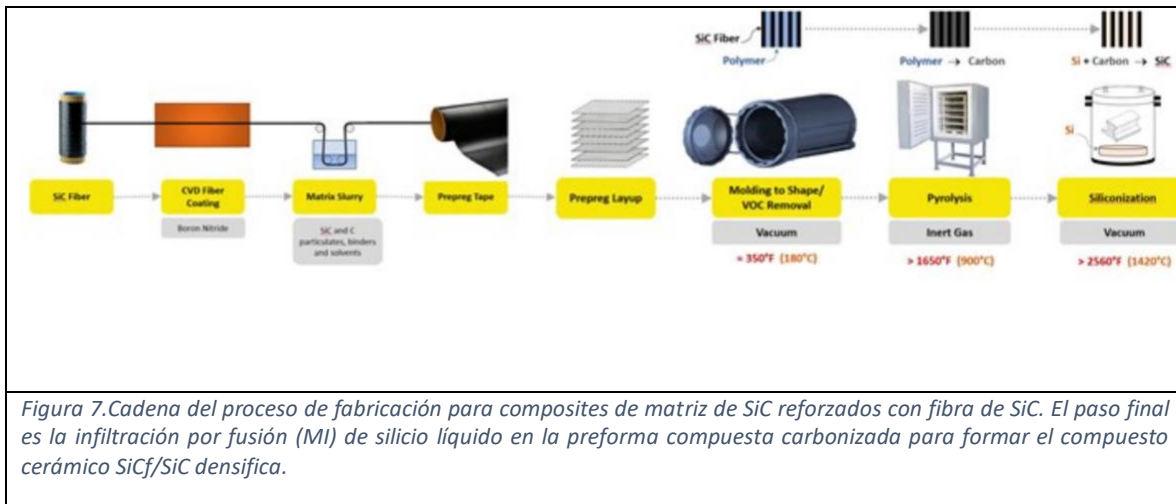 SiC Fiber
Polymer
Polymer → Carbon
Si + Carbon → SiC
Si
SiC Fiber
CVD Fiber
Coating
Boron Nitride
Matrix Slurry
SiC and C
particulates, binders
and solvents
Prepreg Tape
Prepreg Layup
Molding to Shape/
VOC Removal
Vacuum
≈ 350°F (180°C)
Pyrolysis
Inert Gas
> 1650°F (900°C)
Siliconization
Vacuum
> 2560°F (1420°C)
Figura 7.Cadena del proceso de fabricación para composites de matriz de SiC reforzados con fibra de SiC. El paso final
es la infiltración por fusión (MI) de silicio líquido en la preforma compuesta carbonizada para formar el compuesto
cerámico SiCf/SiC densifica.